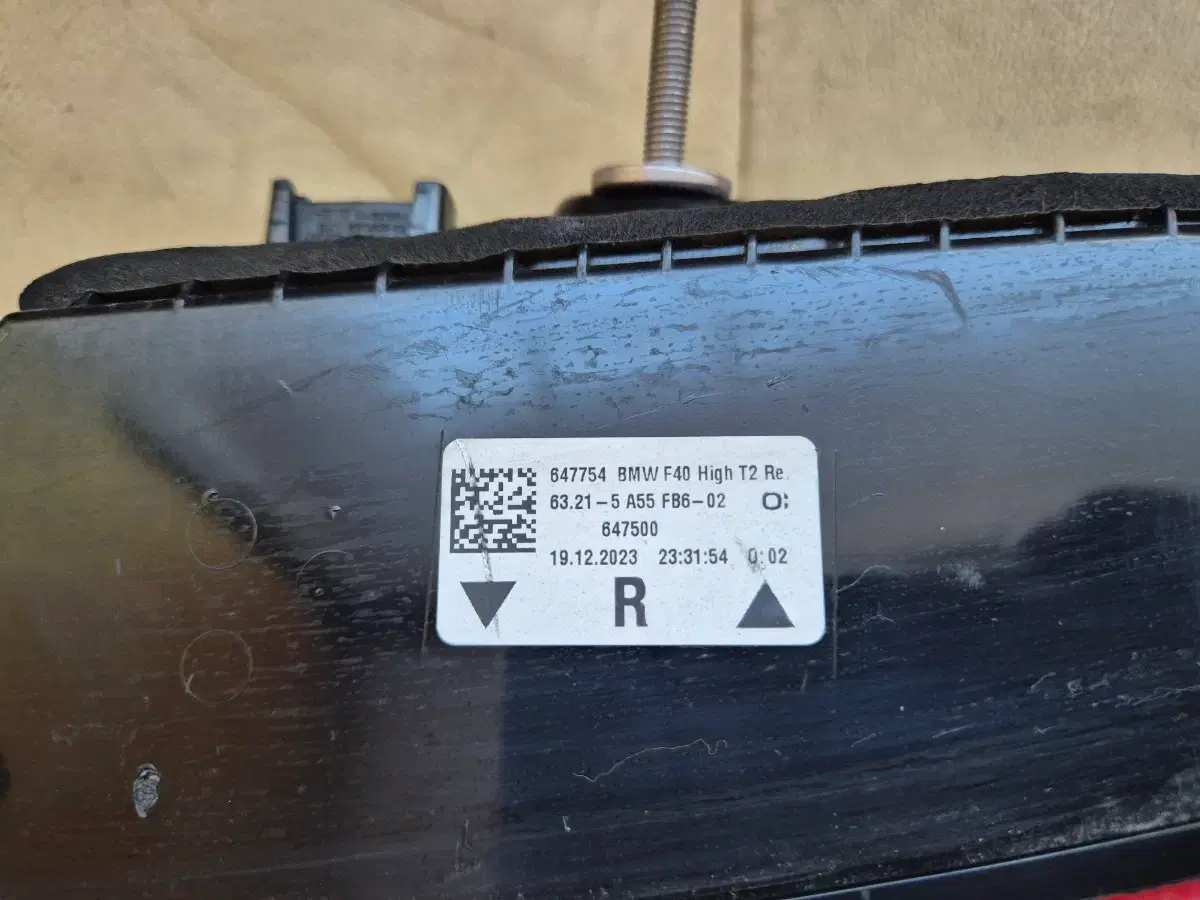 647754 BMW F40 High T2 Re.
63.21-5 A55 FB6-02
647500
19.12.2023 23:31:54 0:02
R